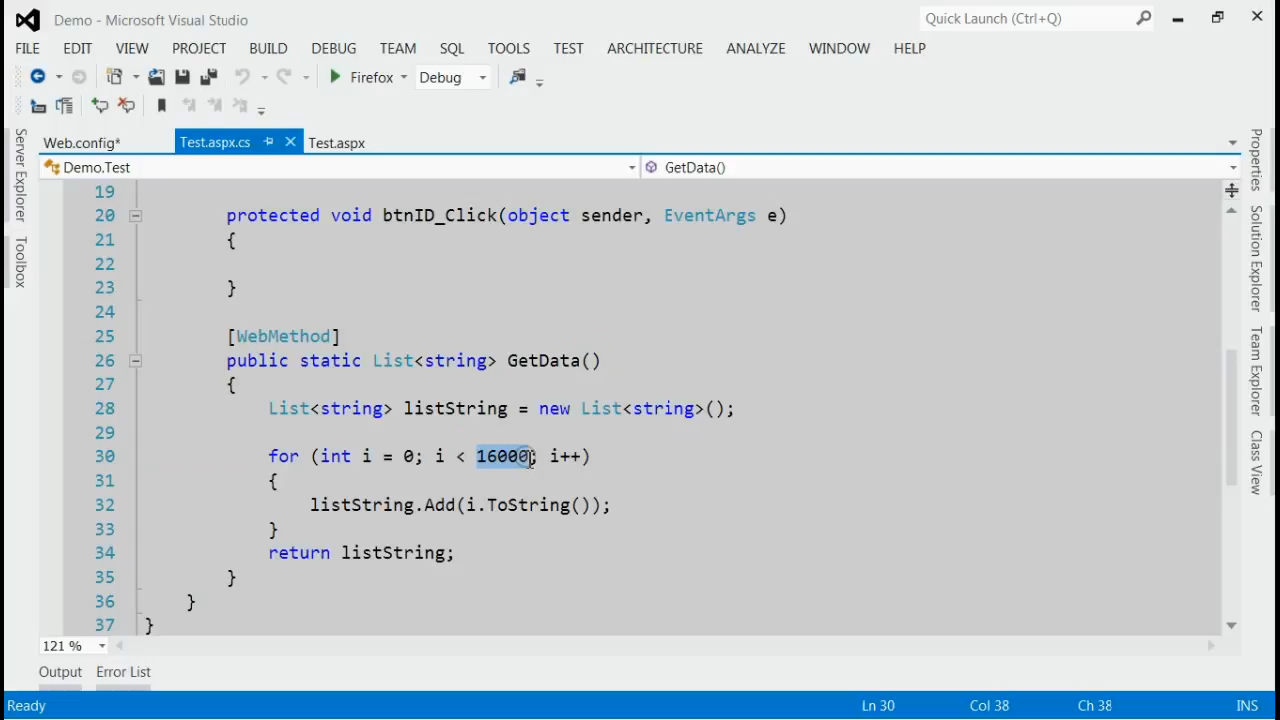 Demo - Microsoft Visual Studio
Quick Launch (Ctrl+Q)
FILE EDIT VIEW PROJECT BUILD DEBUG TEAM SQL TOOLS TEST ARCHITECTURE ANALYZE WINDOW HELP
Firefox Debug
Web.config* Test.aspx.cs Test.aspx
Demo.Test GetData()
Server Explorer
Toolbox
19
20 protected void btnID_Click(object sender, EventArgs e)
21 {
22
23 }
24
25 [WebMethod]
26 public static List<string> GetData()
27 {
28 List<string> listString = new List<string>();
29
30 for (int i = 0; i < 16000; i++)
31 {
32 listString.Add(i.ToString());
33 }
34 return listString;
35 }
36 }
37 }
Properties
Solution Explorer
Team Explorer
Class View
121 %
Output Error List
Ready Ln 30 Col 38 Ch 38 INS